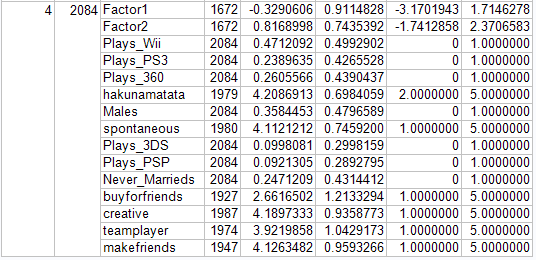 4 2084 Factor1 1672 -0.3290606 0.9114828 -3.1701943 1.7146278
Factor2 1672 0.8168998 0.7435392 -1.7412858 2.3706583
Plays_Wii 2084 0.4712092 0.4992902 0 1.0000000
Plays_PS3 2084 0.2389635 0.4265528 0 1.0000000
Plays_360 2084 0.2605566 0.4390437 0 1.0000000
hakunamatata 1979 4.2086913 0.6984059 2.0000000 5.0000000
Males 2084 0.3584453 0.4796589 0 1.0000000
spontaneous 1980 4.1121212 0.7459200 1.0000000 5.0000000
Plays_3DS 2084 0.0998081 0.2998159 0 1.0000000
Plays_PSP 2084 0.0921305 0.2892795 0 1.0000000
Never_Marrieds 2084 0.2471209 0.4314412 0 1.0000000
buyforfriends 1927 2.6616502 1.2133294 1.0000000 5.0000000
creative 1987 4.1897333 0.9358773 1.0000000 5.0000000
teamplayer 1974 3.9219858 1.0429173 1.0000000 5.0000000
makefriends 1947 4.1263482 0.9593266 1.0000000 5.0000000